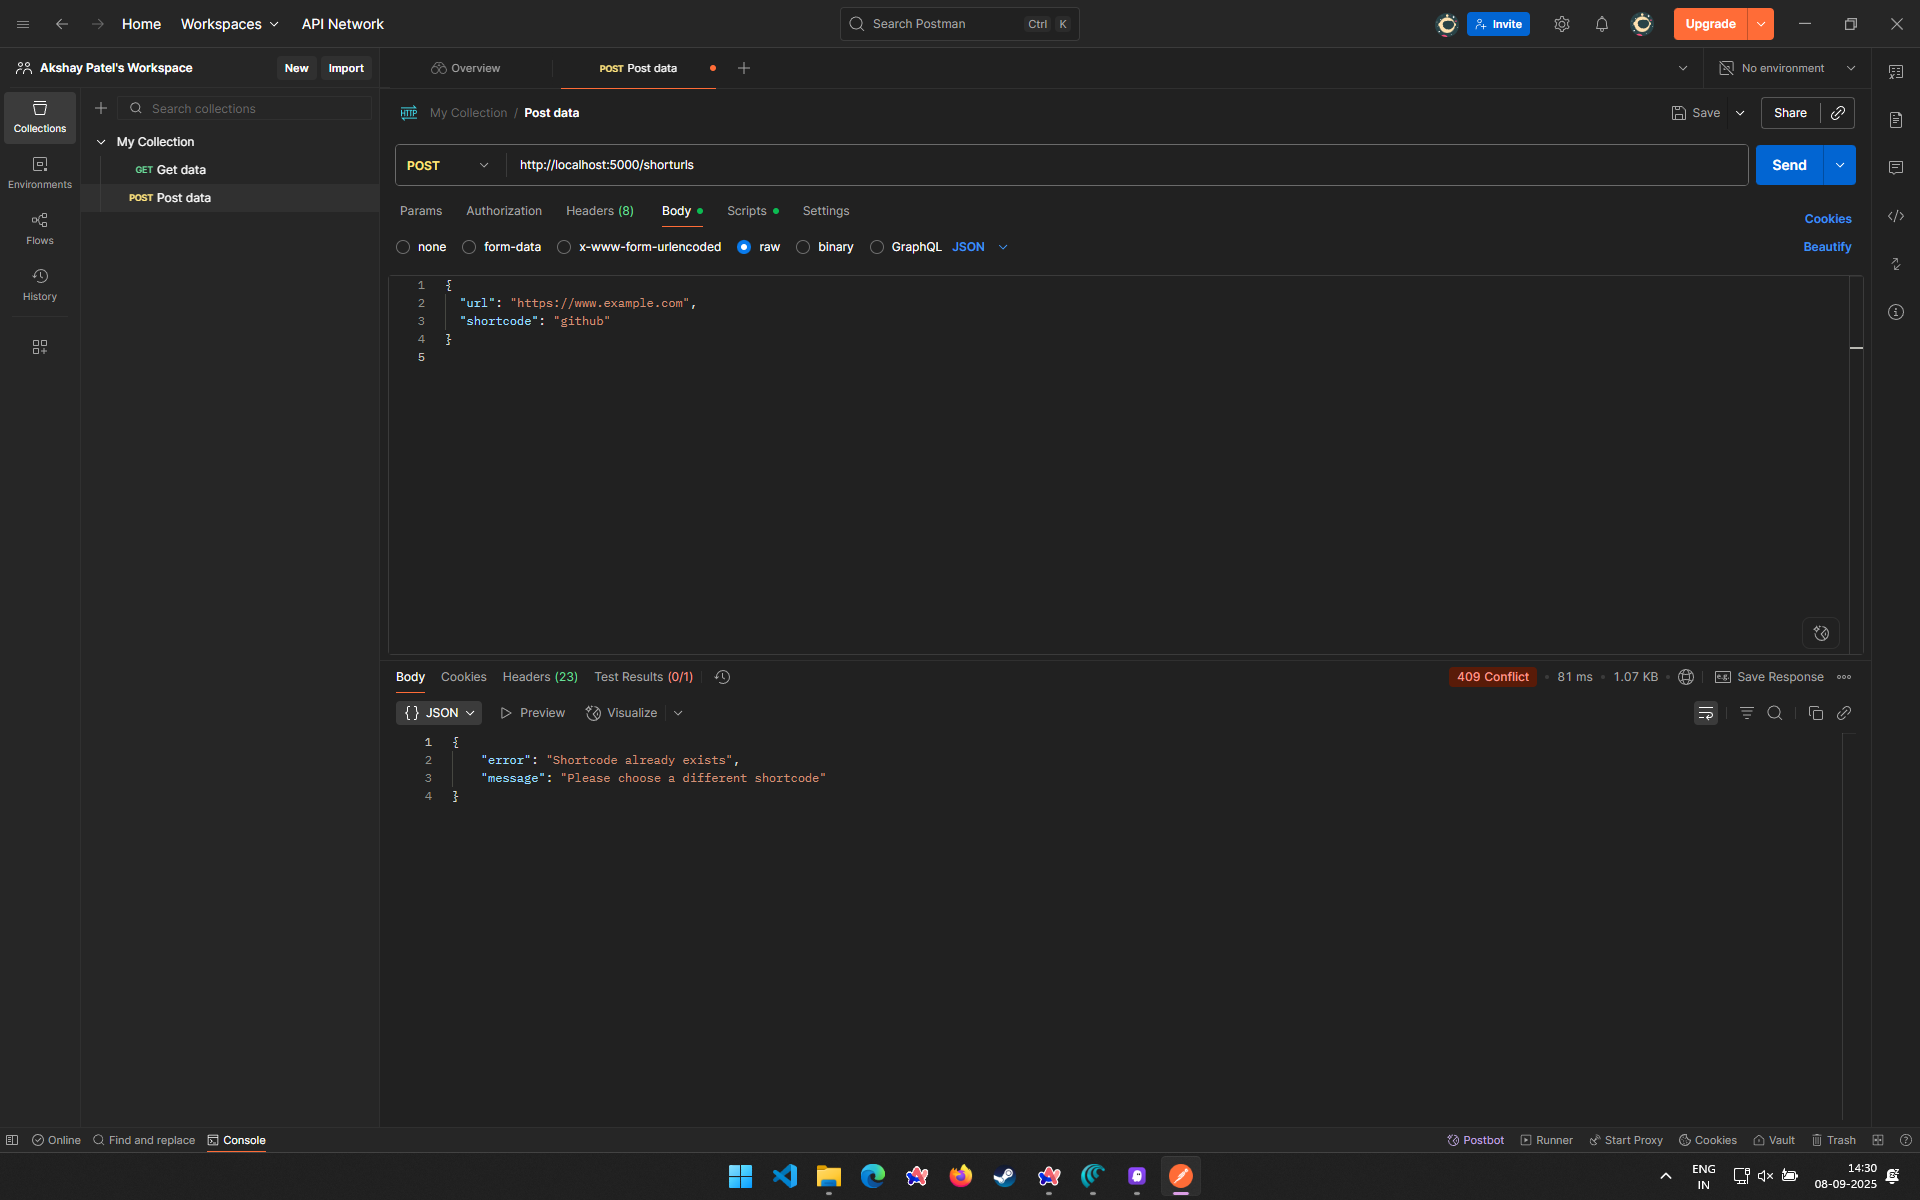 Home Workspaces API Network Search Postman Ctrl K Invite Upgrade
Akshay Patel's Workspace New Import Overview POST Post data No environment
Search collections
Collections
My Collection
GET Get data
POST Post data
Environments
Flows
History
HTTP My Collection / Post data Save Share
POST http://localhost:5000/shorturls Send
Params Authorization Headers (8) Body Scripts Settings Cookies
none form-data x-www-form-urlencoded raw binary GraphQL JSON Beautify
1 {
2 "url": "https://www.example.com",
3 "shortcode": "github"
4 }
5
Body Cookies Headers (23) Test Results (0/1) 409 Conflict • 81 ms • 1.07 KB • e.g. Save Response
{} JSON Preview Visualize
1 {
2 "error": "Shortcode already exists",
3 "message": "Please choose a different shortcode"
4 }
Online Find and replace Console Postbot Runner Start Proxy Cookies Vault Trash
ENG
IN
14:30
08-09-2025